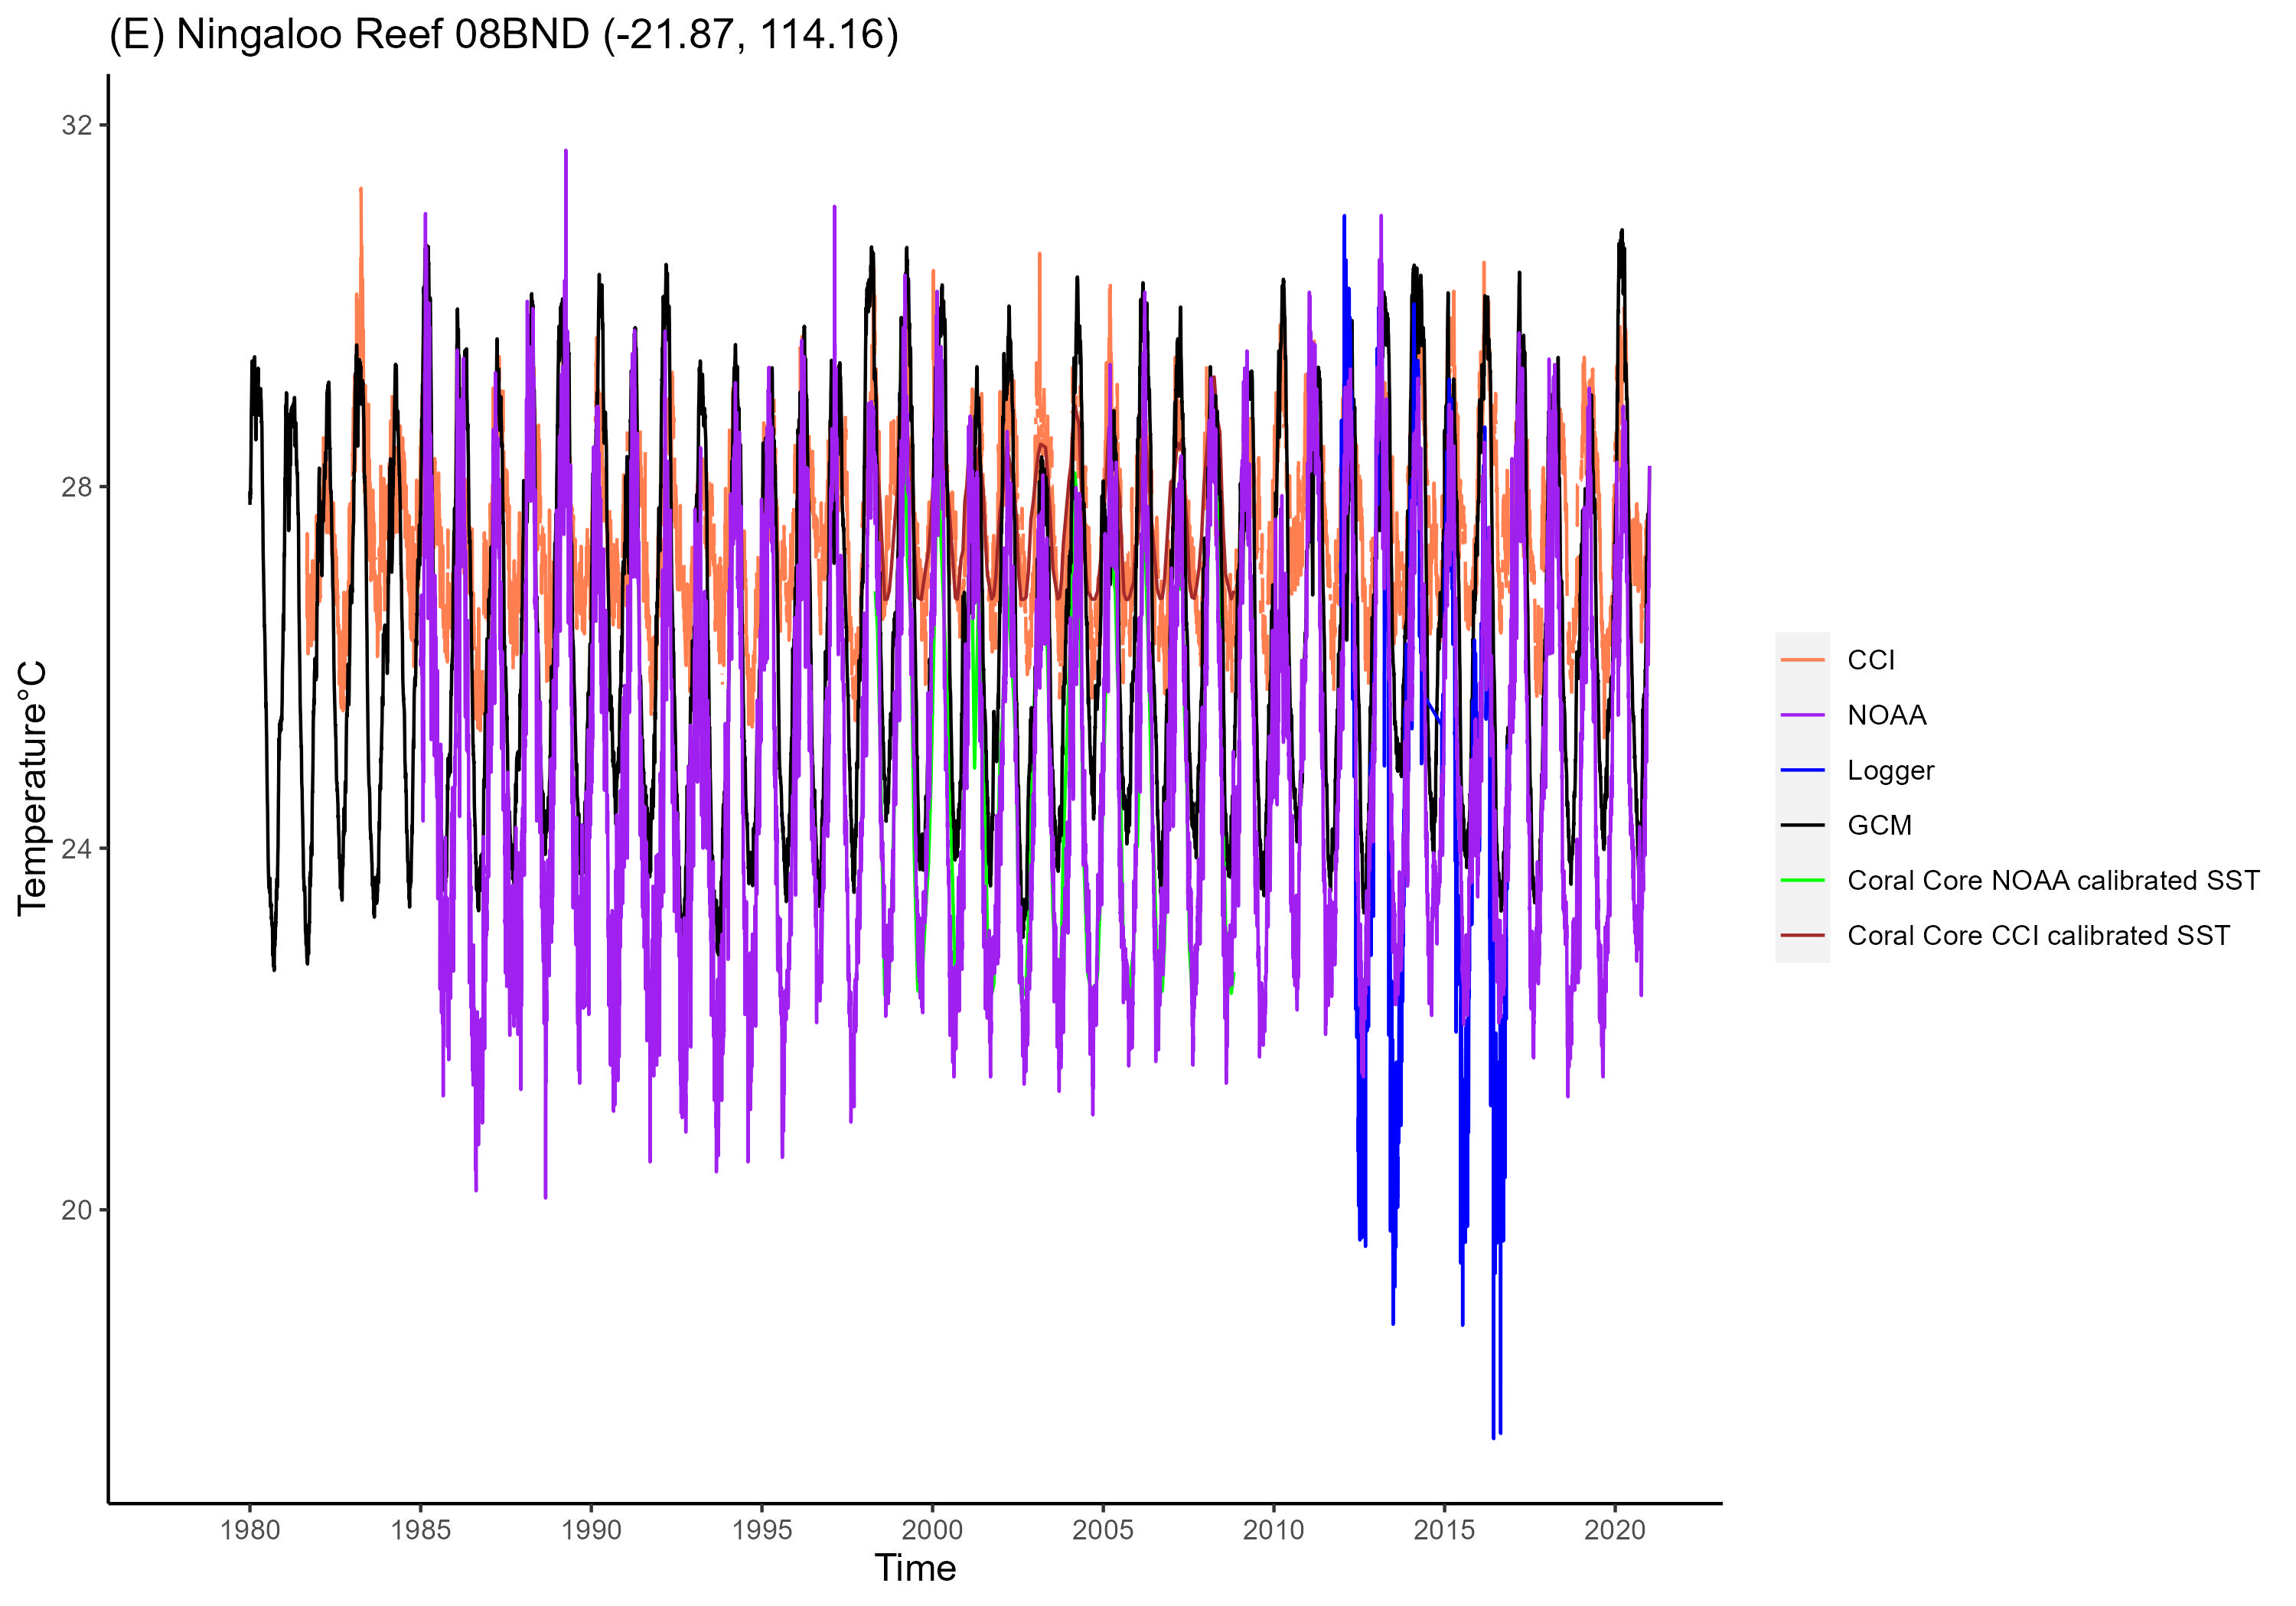 (E) Ningaloo Reef 08BND (-21.87, 114.16)
32
28
24
20
Temperature°C
1980 1985 1990 1995 2000 2005 2010 2015 2020
Time
CCI
NOAA
Logger
GCM
Coral Core NOAA calibrated SST
Coral Core CCI calibrated SST